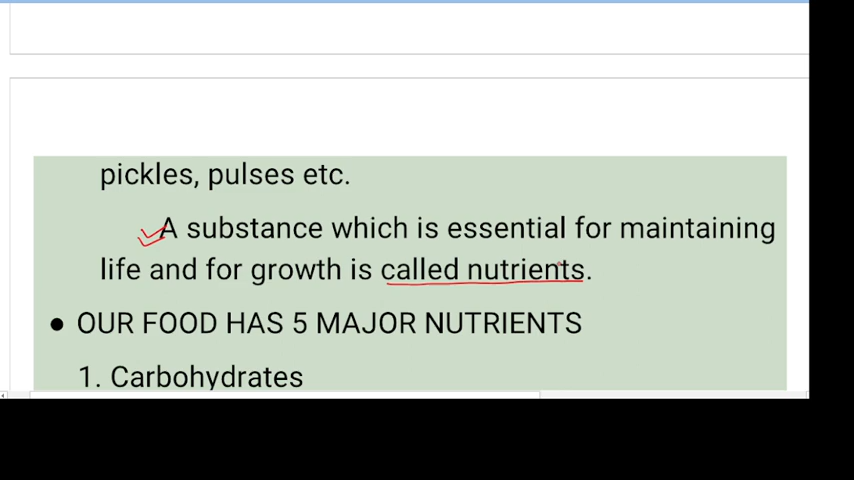 pickles, pulses etc.
A substance which is essential for maintaining
life and for growth is called nutrients.
● OUR FOOD HAS 5 MAJOR NUTRIENTS
1. Carbohydrates